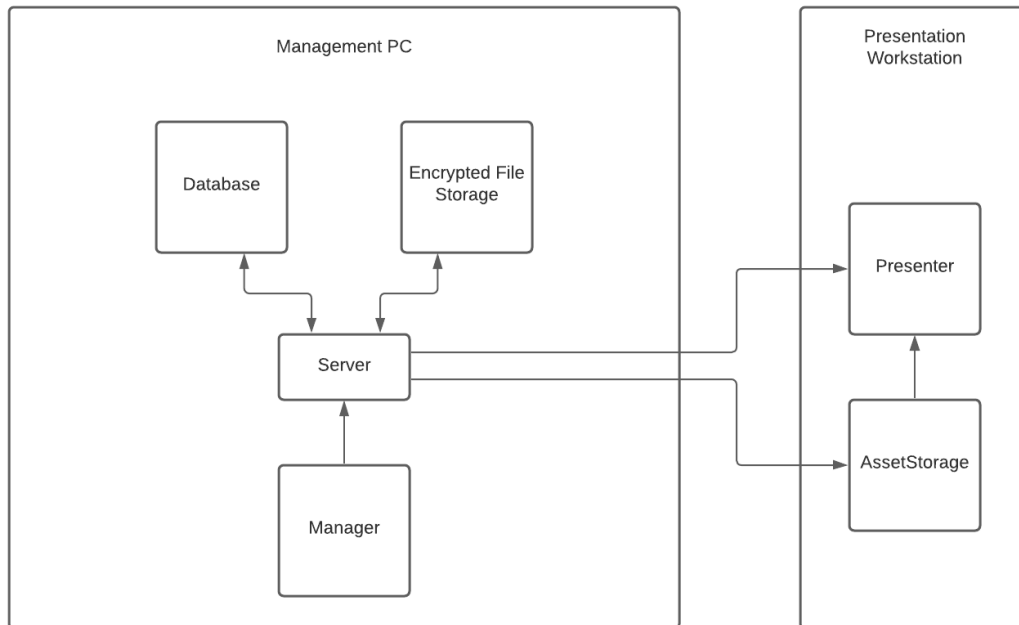 Management PC
Presentation
Workstation
Database
Encrypted File
Storage
Presenter
Server
AssetStorage
Manager